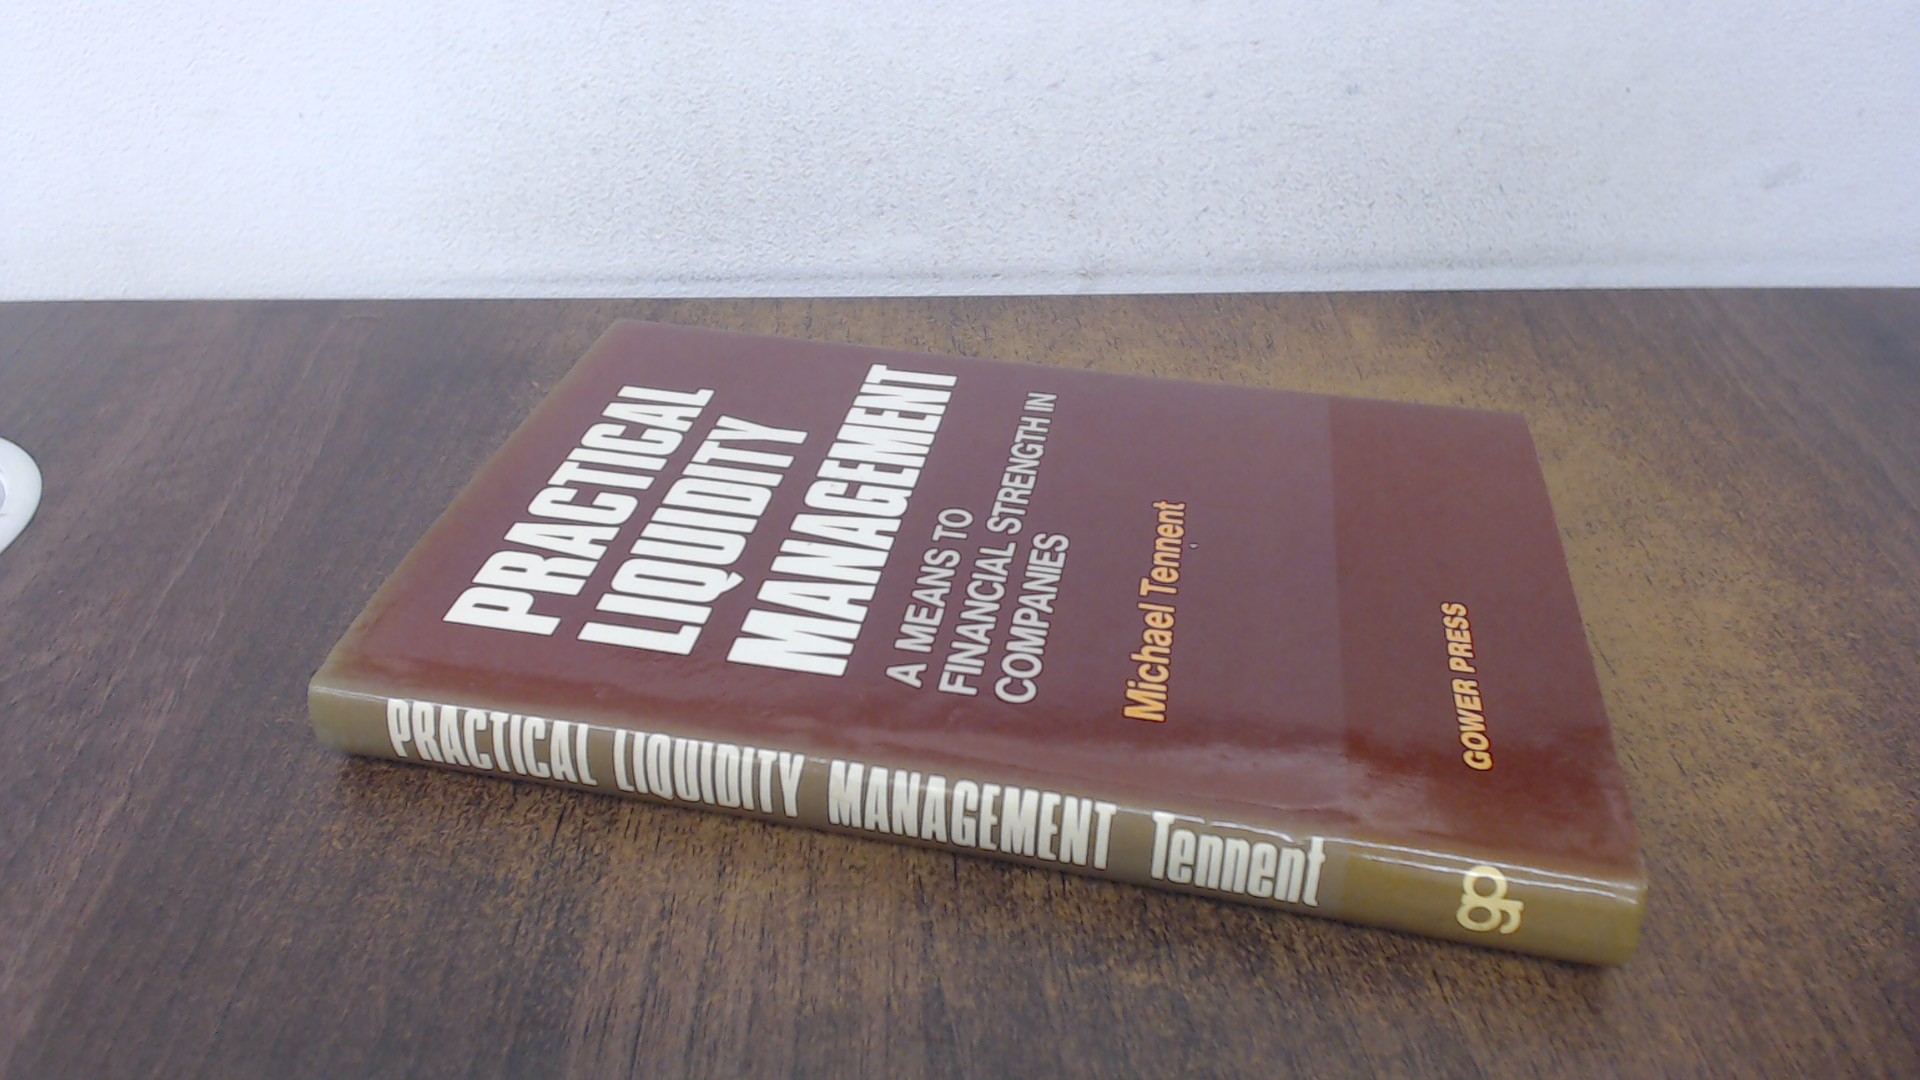 PRACTICAL
LIQUIDITY
MANAGEMENT
A MEANS TO
FINANCIAL STRENGTH IN
COMPANIES
Michael Tennent
GOWER PRESS
PRACTICAL LIQUIDITY MANAGEMENT Tennent
gp